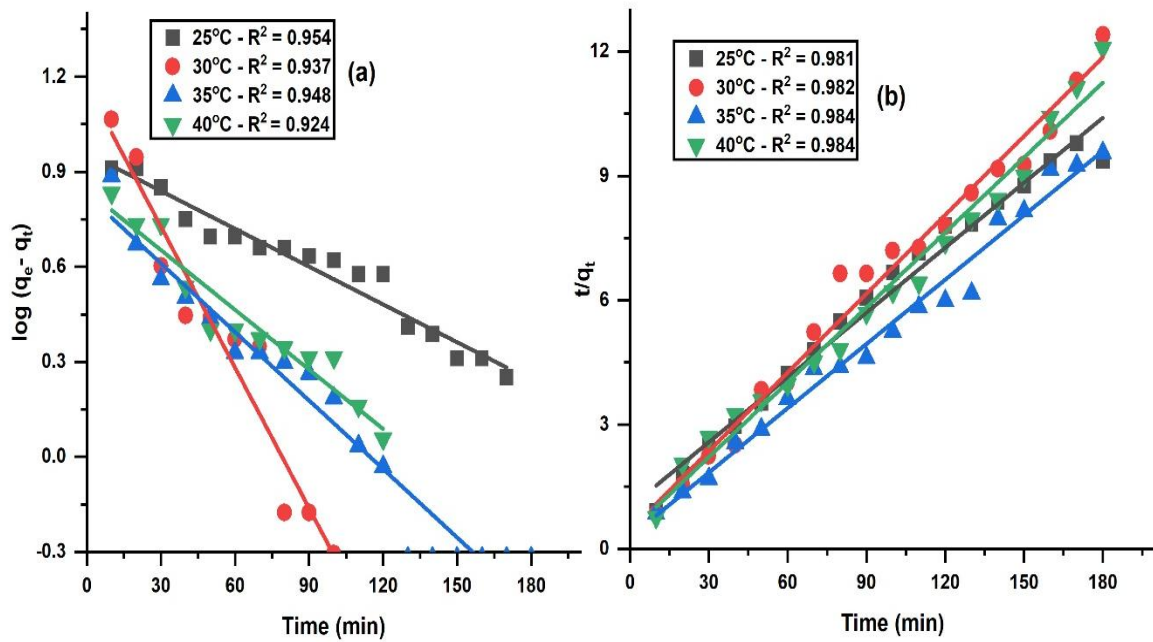 25°C - R² = 0.954
30°C - R² = 0.937
35°C - R² = 0.948
40°C - R² = 0.924
(a)
log (qₑ- qₜ)
1.2
0.9
0.6
0.3
0.0
-0.3
0 30 60 90 120 150 180
Time (min)
25°C - R² = 0.981
30°C - R² = 0.982
35°C - R² = 0.984
40°C - R² = 0.984
(b)
t/qₜ
12
9
6
3
0
0 30 60 90 120 150 180
Time (min)